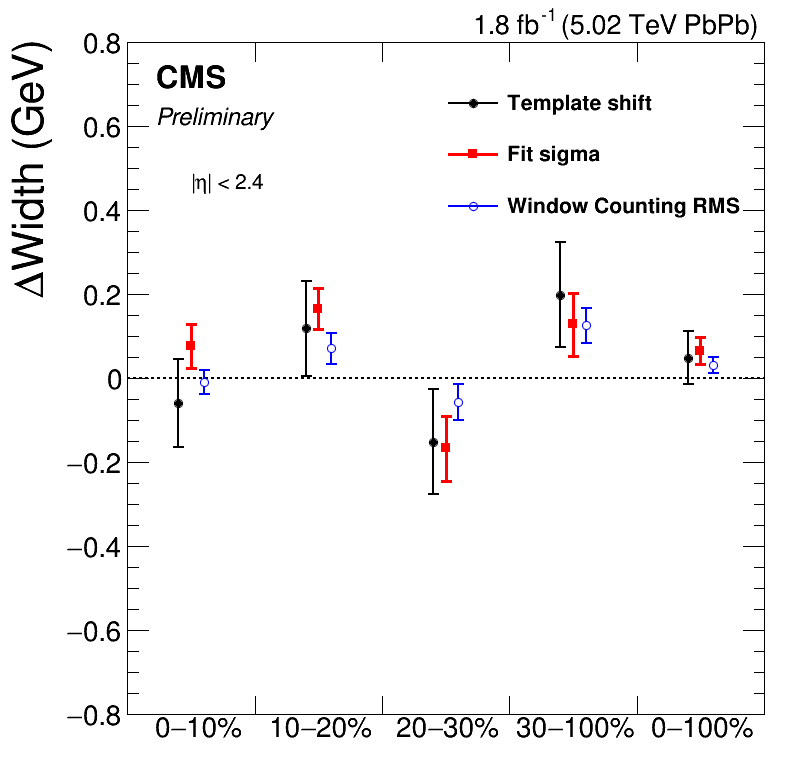 1.8 fb⁻¹ (5.02 TeV PbPb)
ΔWidth (GeV)
CMS
Preliminary
|η| < 2.4
Template shift
Fit sigma
Window Counting RMS
0.8
0.6
0.4
0.2
0
−0.2
−0.4
−0.6
−0.8
0−10% 10−20% 20−30% 30−100% 0−100%